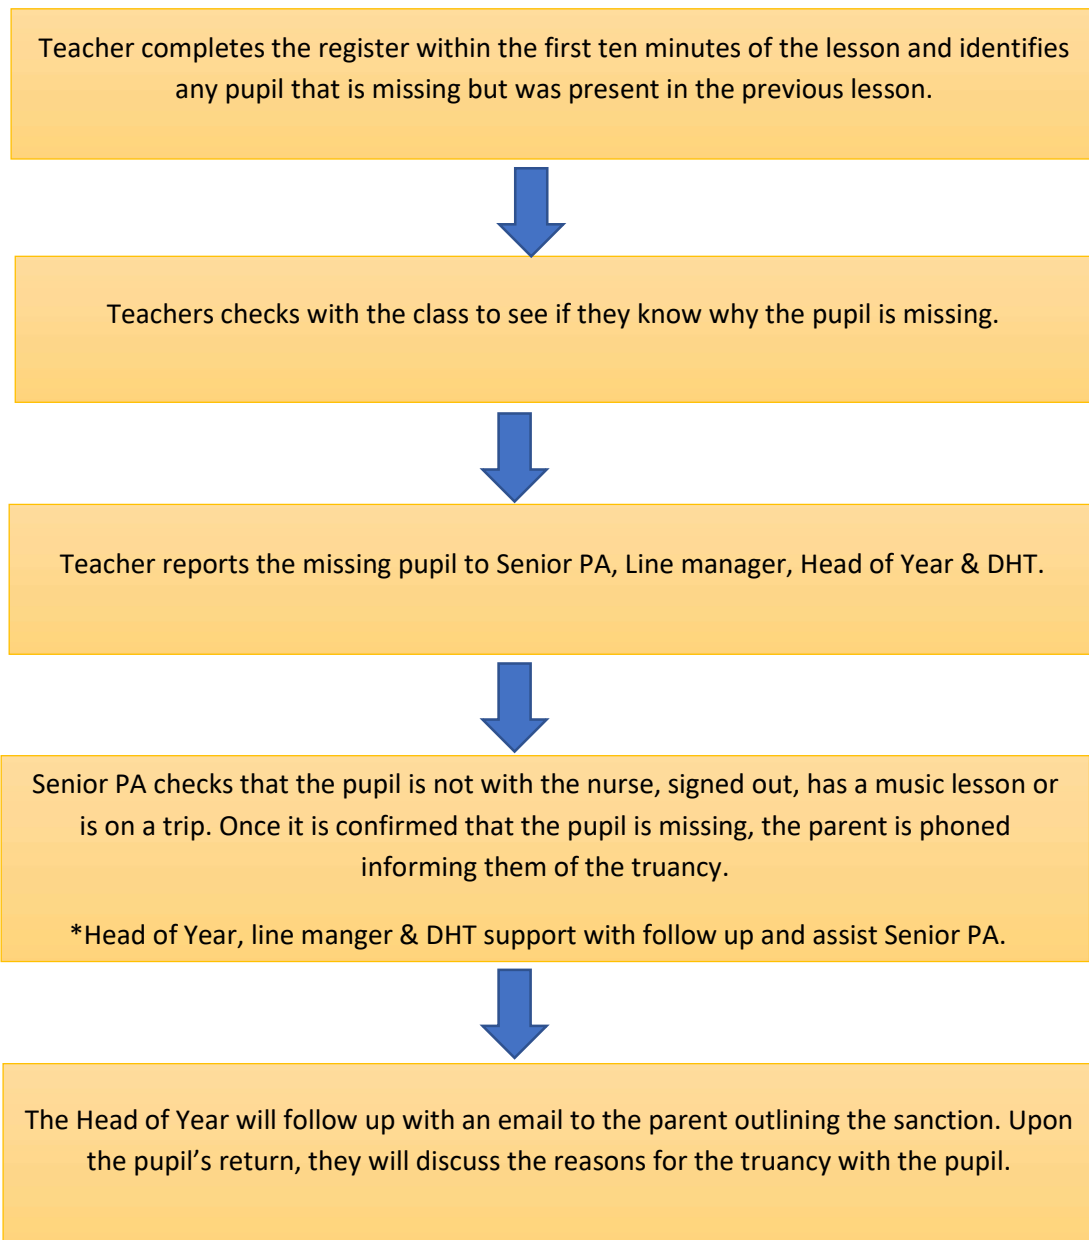 Teacher completes the register within the first ten minutes of the lesson and identifies
any pupil that is missing but was present in the previous lesson.
Teachers checks with the class to see if they know why the pupil is missing.
Teacher reports the missing pupil to Senior PA, Line manager, Head of Year & DHT.
Senior PA checks that the pupil is not with the nurse, signed out, has a music lesson or
is on a trip. Once it is confirmed that the pupil is missing, the parent is phoned
informing them of the truancy.
*Head of Year, line manger & DHT support with follow up and assist Senior PA.
The Head of Year will follow up with an email to the parent outlining the sanction. Upon
the pupil’s return, they will discuss the reasons for the truancy with the pupil.